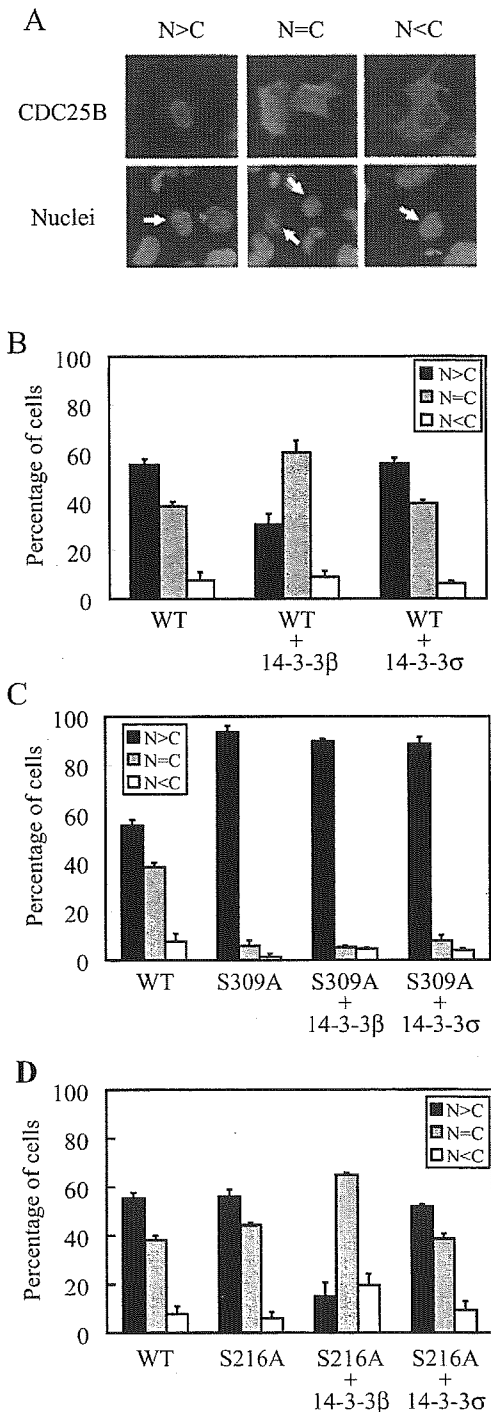 A
N>C N=C N<C
CDC25B
Nuclei
B
Percentage of cells
100
80
60
40
20
0
N>C
N=C
N<C
WT
WT + 14-3-3β
WT + 14-3-3σ
C
Percentage of cells
100
80
60
40
20
0
N>C
N=C
N<C
WT
S309A
S309A + 14-3-3β
S309A + 14-3-3σ
D
Percentage of cells
100
80
60
40
20
0
N>C
N=C
N<C
WT
S216A
S216A + 14-3-3β
S216A + 14-3-3σ